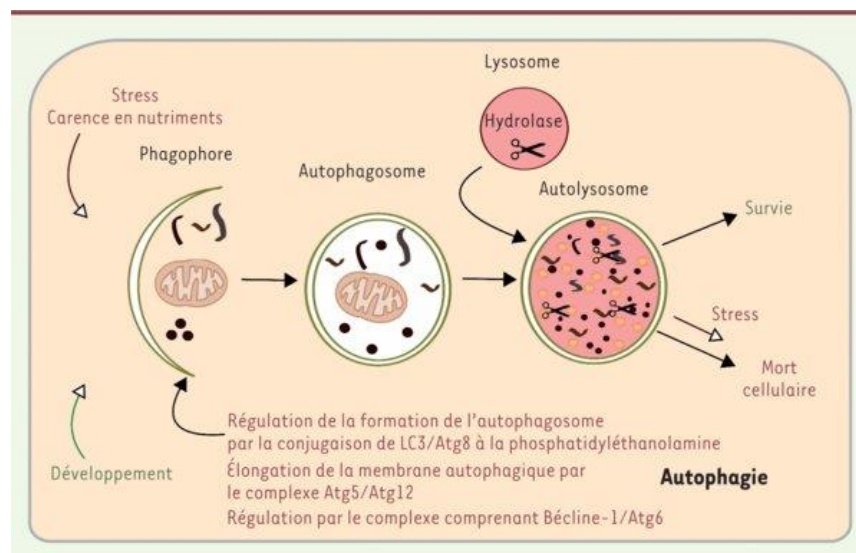 Lysosome
Stress
Carence en nutriments
Hydrolase
Phagophore
Autophagosome
Autolysosome
Survie
Stress
Mort
cellulaire
Régulation de la formation de l'autophagosome
par la conjugaison de LC3/Atg8 à la phosphatidyléthanolamine
Développement
Élongation de la membrane autophagique par
le complexe Atg5/Atg12
Autophagie
Régulation par le complexe comprenant Bécline-1/Atg6